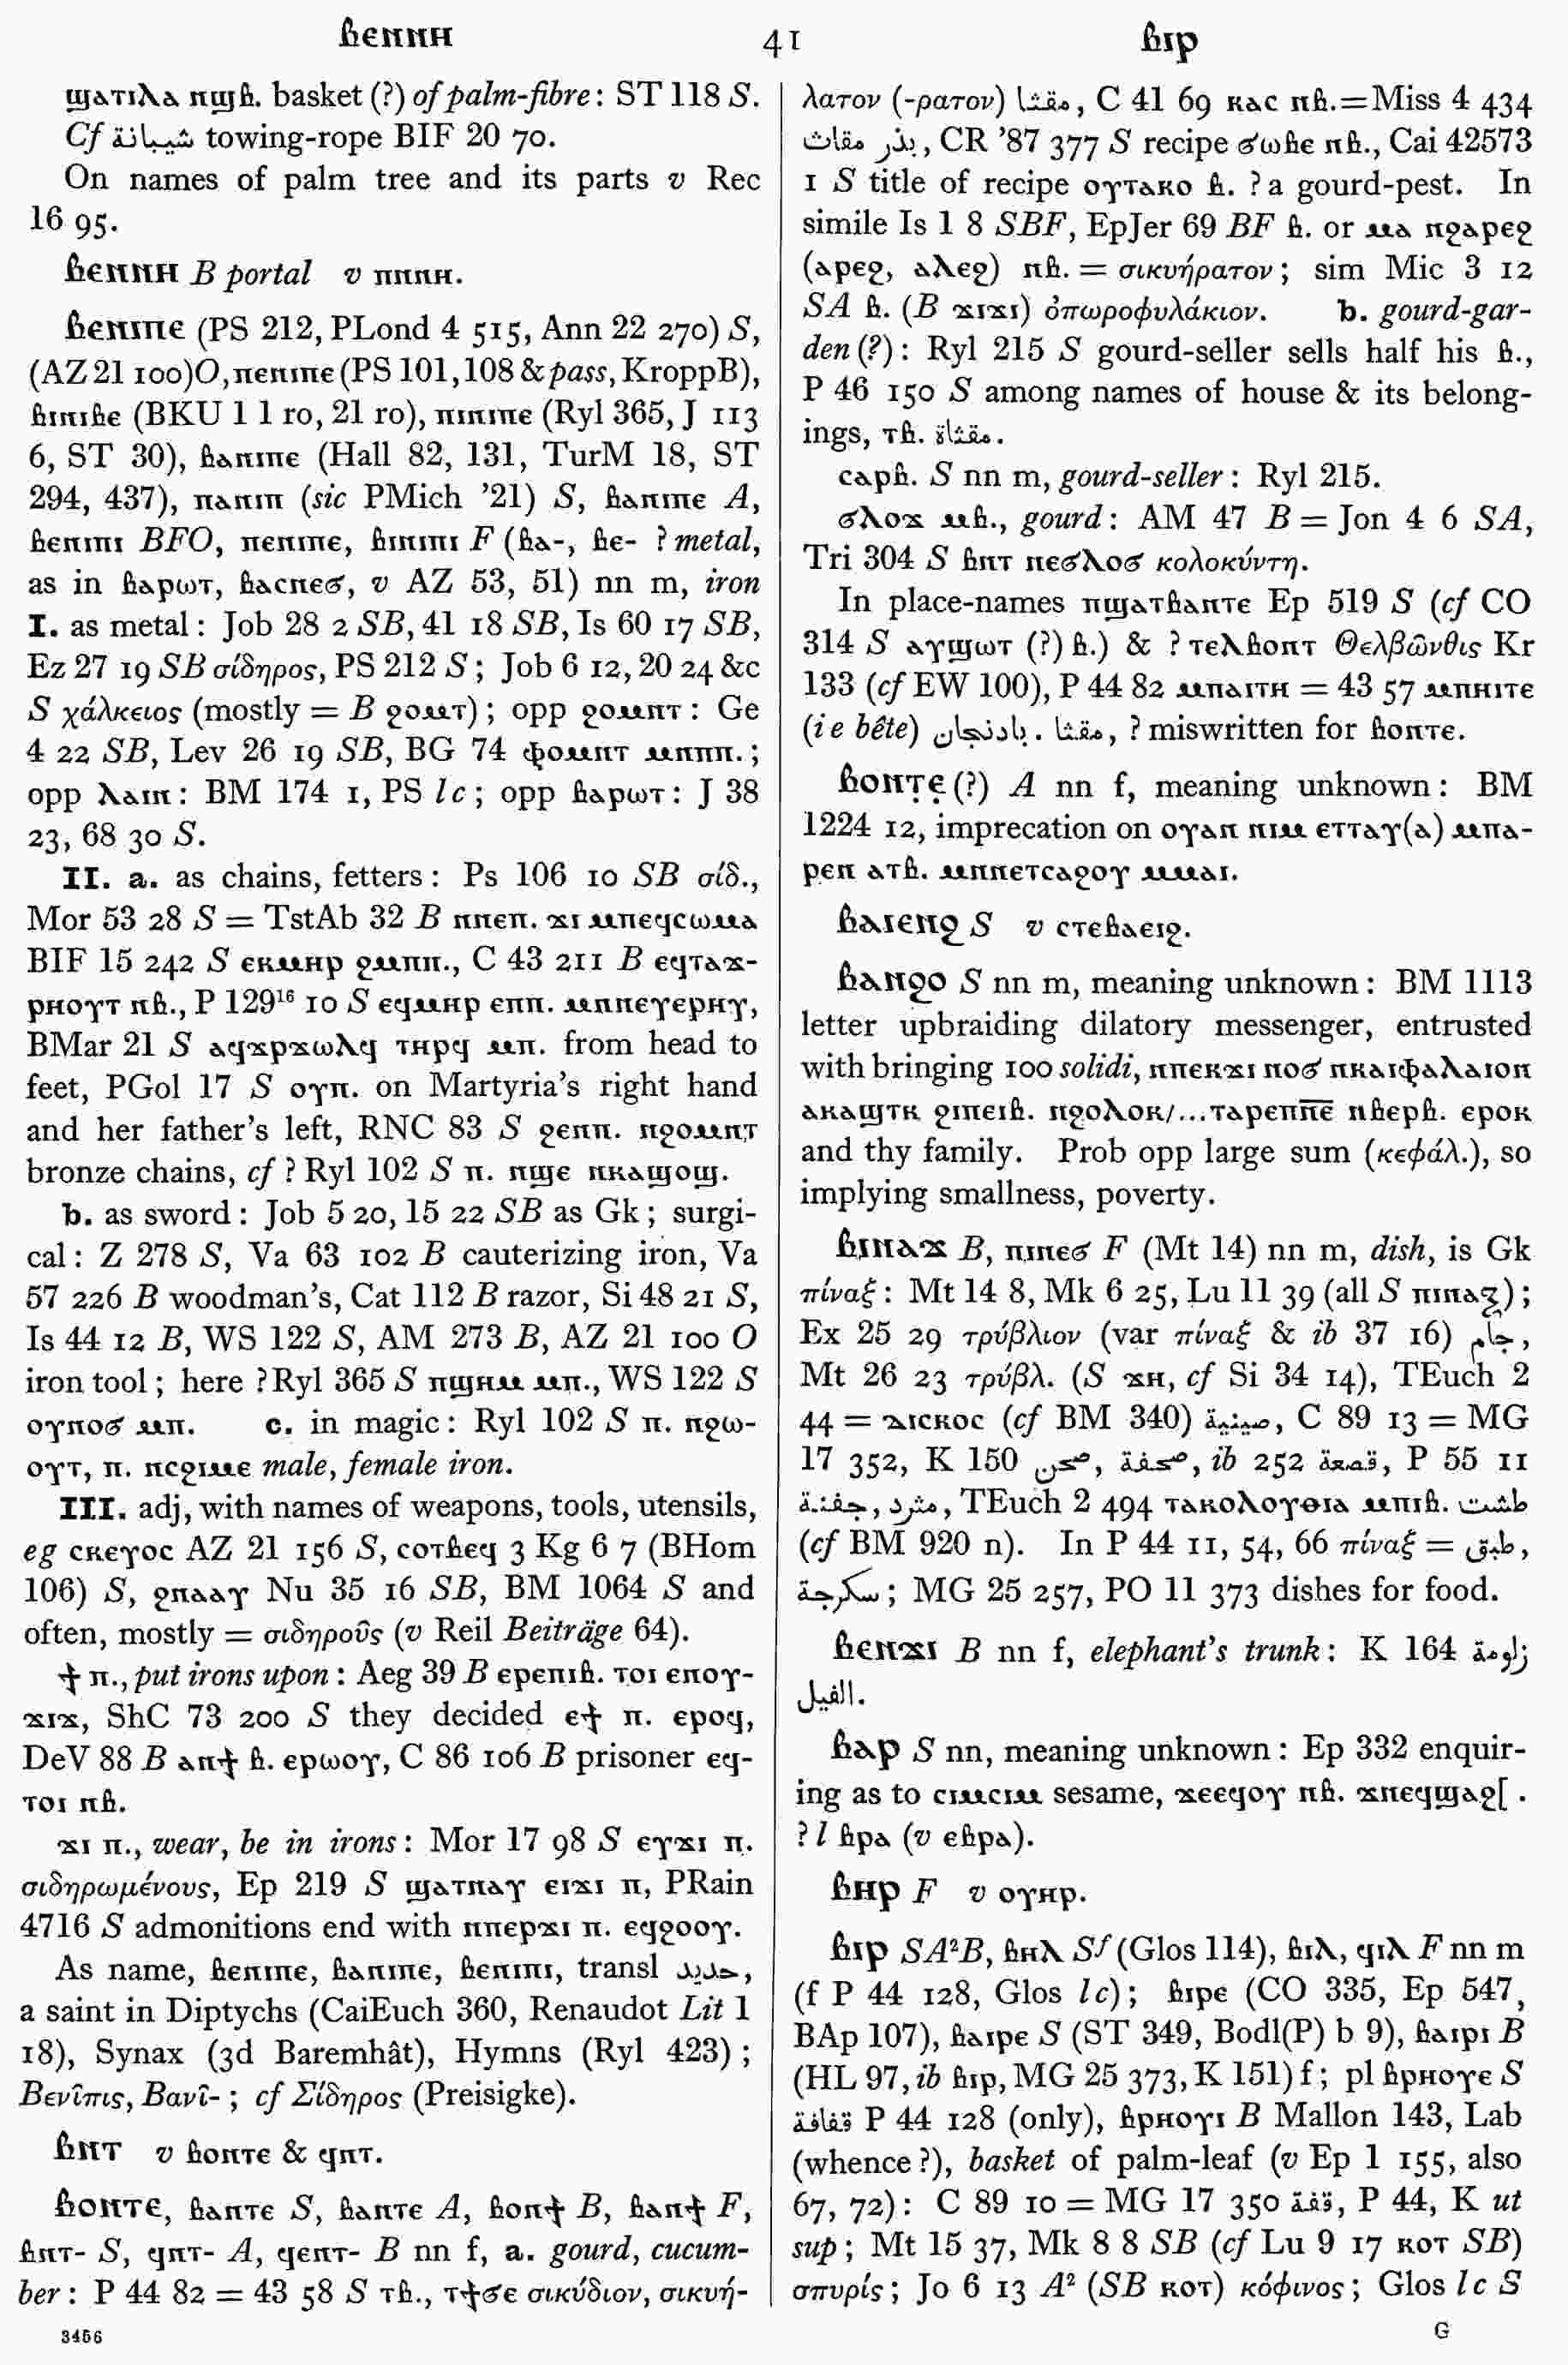 ⲃⲉⲛⲛⲏ
41
ⲃⲓⲣ
ϣⲁⲧⲓⲗⲁ ⲛϣⲃ. basket (?) of palm-fibre: ST 118 S.
Cf شيبانة towing-rope BIF 20 70.
On names of palm tree and its parts v Rec
16 95.
ⲃⲉⲛⲛⲏ B portal v ⲡⲛⲛⲏ.
ⲃⲉⲛⲓⲡⲉ (PS 212, PLond 4 515, Ann 22 270) S,
(AZ 21 100) O, ⲡⲉⲛⲓⲡⲉ (PS 101, 108 & pass, KroppB),
ⲃⲓⲛⲓⲃⲉ (BKU 1 1 ro, 21 ro), ⲡⲓⲛⲓⲡⲉ (Ryl 365, J 113
6, ST 30), ⲃⲁⲛⲓⲡⲉ (Hall 82, 131, TurM 18, ST
294, 437), ⲡⲁⲛⲓⲡ (sic PMich ’21) S, ⲃⲁⲛⲓⲡⲉ A,
ⲃⲉⲛⲓⲡⲓ BFO, ⲡⲉⲛⲓⲡⲉ, ⲃⲓⲛⲓⲡⲓ F (ⲃⲁ-, ⲃⲉ- ? metal,
as in ⲃⲁⲣⲱⲧ, ⲃⲁⲥⲛⲉϭ, v AZ 53, 51) nn m, iron
I. as metal: Job 28 2 SB, 41 18 SB, Is 60 17 SB,
Ez 27 19 SB σίδηρος, PS 212 S; Job 6 12, 20 24 &c
S χάλκειος (mostly = B ϩⲟⲙⲧ); opp ϩⲟⲙⲛⲧ: Ge
4 22 SB, Lev 26 19 SB, BG 74 ⲫⲟⲙⲛⲧ ⲙⲛⲡⲡ.;
opp ⲗⲁⲓⲛ: BM 174 1, PS lc; opp ⲃⲁⲣⲱⲧ: J 38
23, 68 30 S.
II. a. as chains, fetters: Ps 106 10 SB σίδ.,
Mor 53 28 S = TstAb 32 B ⲛⲡⲉⲛ. ϫⲓ ⲙⲡⲉϥⲥⲱⲙⲁ
BIF 15 242 S ⲉⲕⲙⲏⲣ ϩⲙⲡⲡ., C 43 211 B ⲉϥⲧⲁϫ-
ⲣⲏⲟⲩⲧ ⲛⲃ., P 129¹⁶ 10 S ⲉϥⲙⲏⲣ ⲉⲡⲡ. ⲙⲛⲛⲉⲩⲉⲣⲏⲩ,
BMar 21 S ⲁϥϫⲣϫⲱⲗϥ ⲧⲏⲣϥ ⲙⲡ. from head to
feet, PGol 17 S ⲟⲩⲡ. on Martyria’s right hand
and her father’s left, RNC 83 S ϩⲉⲛⲡ. ⲛϩⲟⲙⲛⲧ
bronze chains, cf ? Ryl 102 S ⲡ. ⲛϣⲉ ⲛⲕⲁϣⲟϣ.
b. as sword: Job 5 20, 15 22 SB as Gk; surgi-
cal: Z 278 S, Va 63 102 B cauterizing iron, Va
57 226 B woodman’s, Cat 112 B razor, Si 48 21 S,
Is 44 12 B, WS 122 S, AM 273 B, AZ 21 100 O
iron tool; here ? Ryl 365 S ⲡϣⲏⲙ ⲙⲡ., WS 122 S
ⲟⲩⲛⲟϭ ⲙⲡ. c. in magic: Ryl 102 S ⲡ. ⲛϩⲱ-
ⲟⲩⲧ, ⲡ. ⲛⲥϩⲓⲙⲉ male, female iron.
III. adj, with names of weapons, tools, utensils,
eg ⲥⲕⲉⲩⲟⲥ AZ 21 156 S, ⲥⲟⲧⲃⲉϥ 3 Kg 6 7 (BHom
106) S, ϩⲛⲁⲁⲩ Nu 35 16 SB, BM 1064 S and
often, mostly = σιδηροῦς (v Reil Beiträge 64).
ϯ ⲡ., put irons upon: Aeg 39 B ⲉⲣⲉⲡⲓⲃ. ⲧⲟⲓ ⲉⲛⲟⲩ-
ϫⲓϫ, ShC 73 200 S they decided ⲉϯ ⲡ. ⲉⲣⲟϥ,
DeV 88 B ⲁⲛϯ ⲃ. ⲉⲣⲱⲟⲩ, C 86 106 B prisoner ⲉϥ-
ⲧⲟⲓ ⲛⲃ.
ϫⲓ ⲡ., wear, be in irons: Mor 17 98 S ⲉⲩϫⲓ ⲡ.
σιδηρωμένους, Ep 219 S ϣⲁⲧⲛⲁⲩ ⲉⲓϫⲓ ⲡ, PRain
4716 S admonitions end with ⲛⲡⲉⲣϫⲓ ⲡ. ⲉϥϩⲟⲟⲩ.
As name, ⲃⲉⲛⲓⲡⲉ, ⲃⲁⲛⲓⲡⲉ, ⲃⲉⲛⲓⲡⲓ, transl حديد,
a saint in Diptychs (CaiEuch 360, Renaudot Lit 1
18), Synax (3d Baremhât), Hymns (Ryl 423);
Βενῖπις, Βανῖ-; cf Σίδηρος (Preisigke).
ⲃⲛⲧ v ⲃⲟⲛⲧⲉ & ϥⲛⲧ.
ⲃⲟⲛⲧⲉ, ⲃⲁⲛⲧⲉ S, ⲃⲁⲛⲧⲉ A, ⲃⲟⲛϯ B, ⲃⲁⲛϯ F,
ⲃⲛⲧ- S, ϥⲛⲧ- A, ϥⲉⲛⲧ- B nn f, a. gourd, cucum-
ber: P 44 82 = 43 58 S ⲧⲃ., ⲧϯϭⲉ σικύδιον, σικυή-
3456
λατον (-ρατον) مقثا, C 41 69 ⲕⲁⲥ ⲛⲃ.=Miss 4 434
بذر مقاث, CR ’87 377 S recipe ϭⲱⲃⲉ ⲛⲃ., Cai 42573
1 S title of recipe ⲟⲩⲧⲁⲕⲟ ⲃ. ? a gourd-pest. In
simile Is 1 8 SBF, EpJer 69 BF ⲃ. or ⲙⲁ ⲛϩⲁⲣⲉϩ
(ⲁⲣⲉϩ, ⲁⲗⲉϩ) ⲛⲃ. = σικυήρατον; sim Mic 3 12
SA ⲃ. (B ϫⲓϫⲓ) ὀπωροφυλάκιον. b. gourd-gar-
den (?): Ryl 215 S gourd-seller sells half his ⲃ.,
P 46 150 S among names of house & its belong-
ings, ⲧⲃ. مقثاة.
ⲥⲁⲣⲃ. S nn m, gourd-seller: Ryl 215.
ϭⲗⲟϫ ⲙⲃ., gourd: AM 47 B = Jon 4 6 SA,
Tri 304 S ⲃⲛⲧ ⲡⲉϭⲗⲟϭ κολοκύντη.
In place-names ⲡϣⲁⲧⲃⲁⲛⲧⲉ Ep 519 S (cf CO
314 S ⲁⲩϣⲱⲧ (?) ⲃ.) & ? ⲧⲉⲗⲃⲟⲛⲧ Θελβῶνθις Kr
133 (cf EW 100), P 44 82 ⲙⲡⲁⲓⲧⲏ = 43 57 ⲙⲡⲏⲓⲧⲉ
(i e bête) مقثا . بادنجان, ? miswritten for ⲃⲟⲛⲧⲉ.
ⲃⲟⲛⲧ̣ⲉ̣ (?) A nn f, meaning unknown: BM
1224 12, imprecation on ⲟⲩⲁⲛ ⲛⲓⲙ ⲉⲧⲧⲁⲩ(ⲁ) ⲙⲡⲁ-
ⲣⲉⲛ ⲁⲧⲃ. ⲙⲛⲡⲉⲧⲥⲁϩⲟⲩ ⲙⲙⲁⲓ.
ⲃⲁⲓⲉⲛϩ S v ⲥⲧⲉⲃⲁⲉⲓϩ.
ⲃⲁⲛϩⲟ S nn m, meaning unknown: BM 1113
letter upbraiding dilatory messenger, entrusted
with bringing 100 solidi, ⲛⲡⲉⲕϫⲓ ⲛⲟϭ ⲛⲕⲁⲓⲫⲁⲗⲁⲓⲟⲛ
ⲁⲕⲁϣⲧⲕ ϩⲓⲡⲉⲓⲃ. ⲛϩⲟⲗⲟⲕ/...ⲧⲁⲣⲉⲡⲛ̅ⲉ̅ ⲛⲃⲉⲣⲃ. ⲉⲣⲟⲕ
and thy family. Prob opp large sum (κεφάλ.), so
implying smallness, poverty.
ⲃⲓⲛⲁϫ B, ⲡⲓⲛⲉϭ F (Mt 14) nn m, dish, is Gk
πίναξ: Mt 14 8, Mk 6 25, Lu 11 39 (all S ⲡⲓⲛⲁⲝ);
Ex 25 29 τρύβλιον (var πίναξ & ib 37 16) جام,
Mt 26 23 τρύβλ. (S ϫⲏ, cf Si 34 14), TEuch 2
44 = ⲇⲓⲥⲕⲟⲥ (cf BM 340) صينية, C 89 13 = MG
17 352, K 150 صحفة, صحن, ib 252 قصعة, P 55 11
مثرد, جفنة, TEuch 2 494 ⲧⲁⲕⲟⲗⲟⲩⲑⲓⲁ ⲙⲡⲓⲃ. طشت
(cf BM 920 n). In P 44 11, 54, 66 πίναξ = طبق,
سكرجة; MG 25 257, PO 11 373 dishes for food.
ⲃⲉⲛϫⲓ B nn f, elephant’s trunk: K 164 زلومة
الفيل.
ⲃⲁⲣ S nn, meaning unknown: Ep 332 enquir-
ing as to ⲥⲓⲙⲥⲓⲙ sesame, ϫⲉⲉϥⲟⲩ ⲛⲃ. ϫⲛⲉϥϣⲁϩ[ .
? l ⲃⲣⲁ (v ⲉⲃⲣⲁ).
ⲃⲏⲣ F v ⲟⲩⲏⲣ.
ⲃⲓⲣ SA²B, ⲃⲏⲗ Sᶠ (Glos 114), ⲃⲓⲗ, ϥⲓⲗ F nn m
(f P 44 128, Glos lc); ⲃⲓⲣⲉ (CO 335, Ep 547,
BAp 107), ⲃⲁⲓⲣⲉ S (ST 349, Bodl(P) b 9), ⲃⲁⲓⲣⲓ B
(HL 97, ib ⲃⲓⲣ, MG 25 373, K 151) f; pl ⲃⲣⲏⲟⲩⲉ S
قفافة P 44 128 (only), ⲃⲣⲏⲟⲩⲓ B Mallon 143, Lab
(whence ?), basket of palm-leaf (v Ep 1 155, also
67, 72): C 89 10 = MG 17 350 قفة, P 44, K ut
sup; Mt 15 37, Mk 8 8 SB (cf Lu 9 17 ⲕⲟⲧ SB)
σπυρίς; Jo 6 13 A² (SB ⲕⲟⲧ) κόφινος; Glos lc S
G